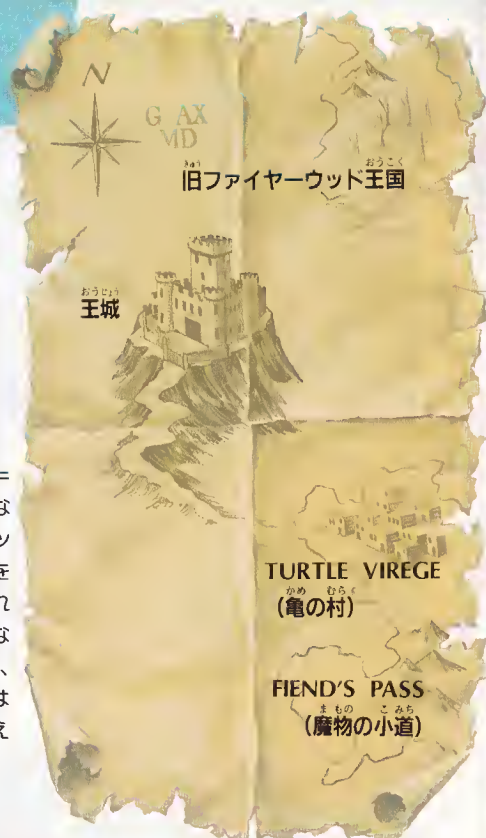 N
G AX
MD
旧ファイヤーウッド王国
王城
TURTLE VIREGE
(亀の村)
FIEND'S PASS
(魔物の小道)